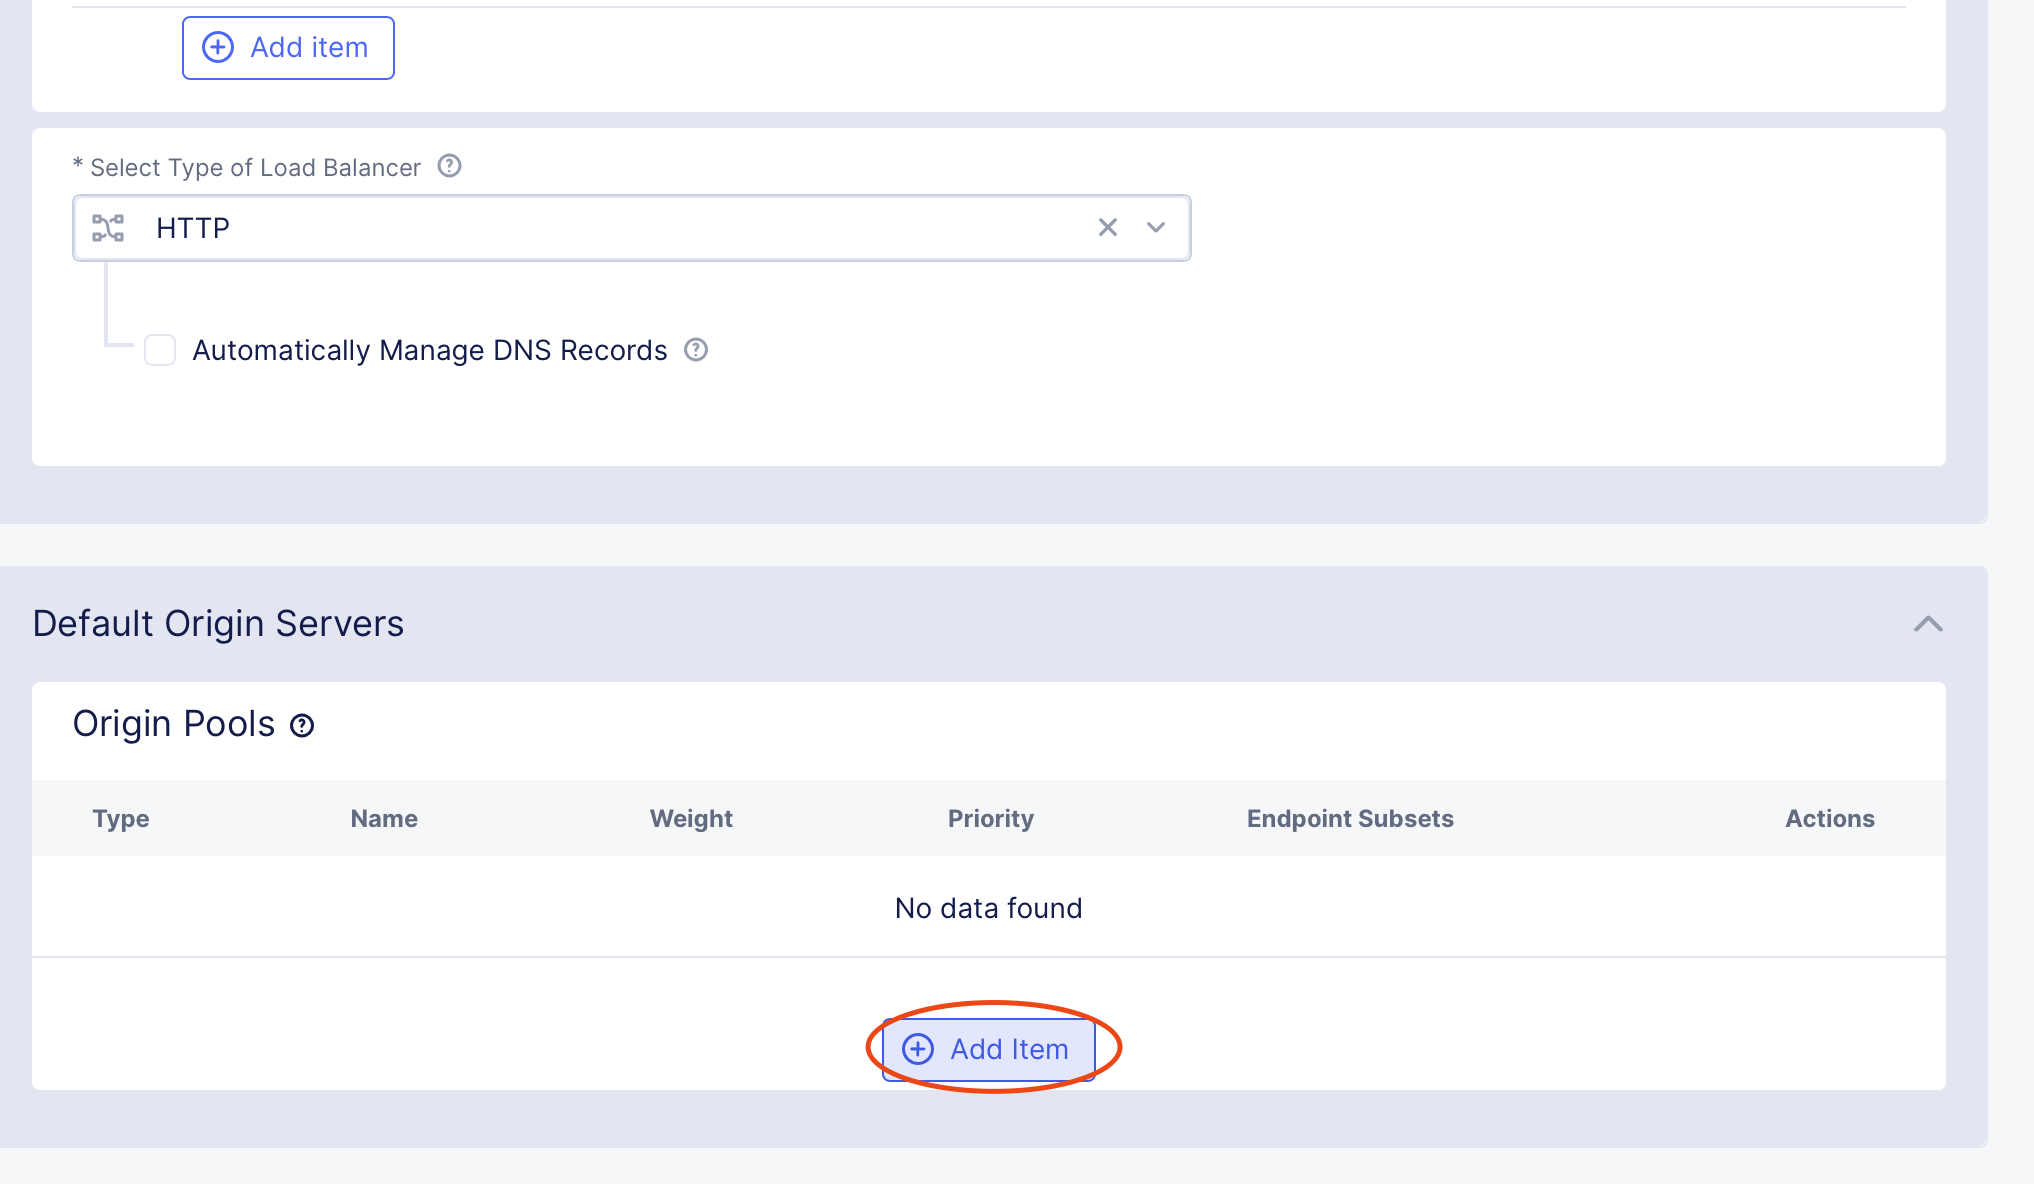 Add item
* Select Type of Load Balancer
HTTP
Automatically Manage DNS Records
Default Origin Servers
Origin Pools
Type Name Weight Priority Endpoint Subsets Actions
No data found
Add Item